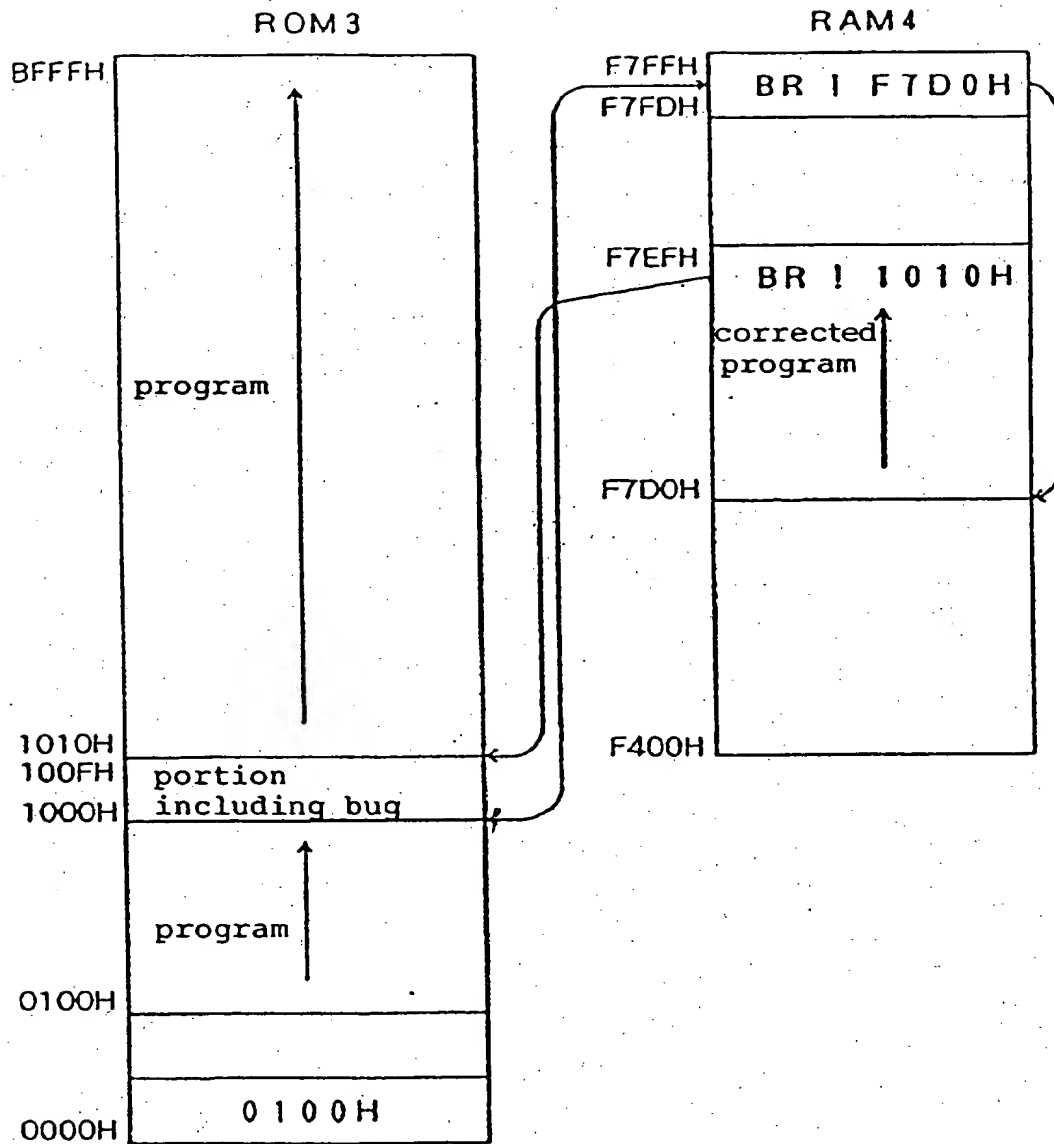 ROM3
BFFFH
program
1010H
100FH
portion
including bug
1000H
program
0100H
0100H
0000H
RAM4
F7FFH
BR ! F7D0H
F7FDH
F7EFH
BR ! 1010H
corrected
program
F7D0H
F400H